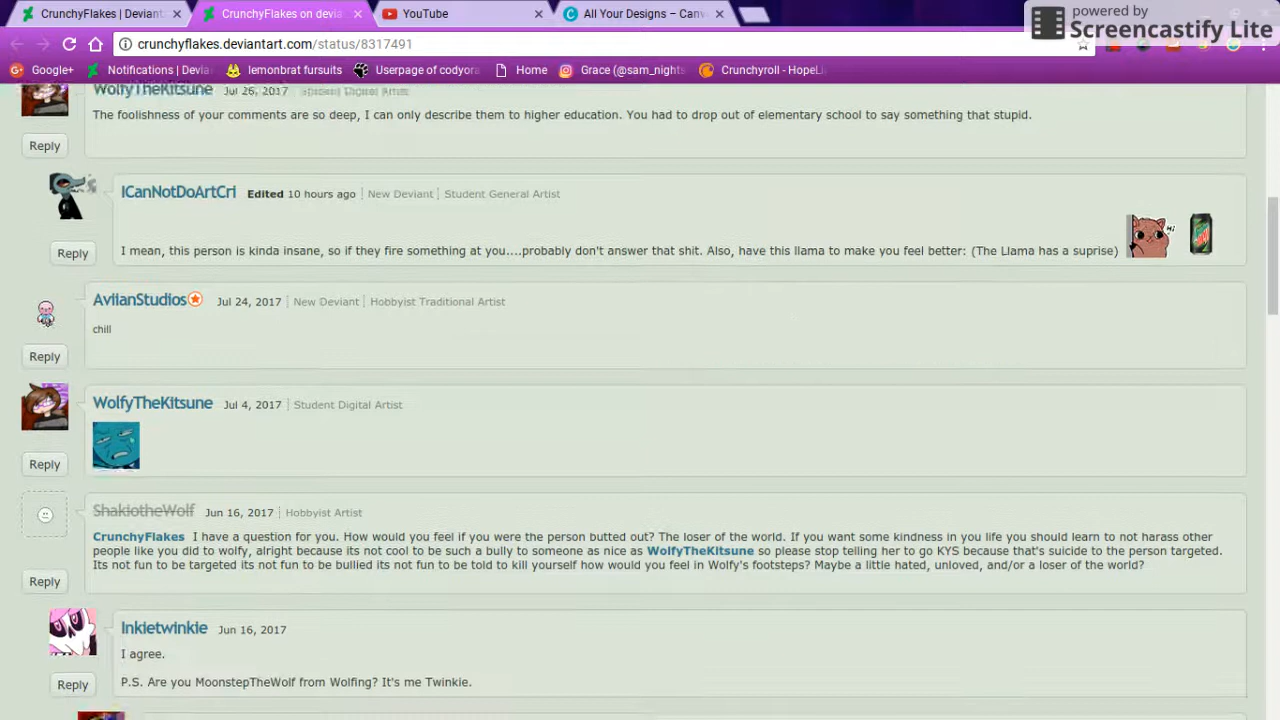 powered by
Screencastify Lite
CrunchyFlakes | Deviant
CrunchyFlakes on devia
YouTube
All Your Designs – Canv
crunchyflakes.deviantart.com/status/8317491
Google+
Notifications | Devia
lemonbrat fursuits
Userpage of codyora
Home
Grace (@sam_nights
Crunchyroll - HopeLi
WolfyTheKitsune Jul 26, 2017 Student Digital Artist
The foolishness of your comments are so deep, I can only describe them to higher education. You had to drop out of elementary school to say something that stupid.
Reply
ICanNotDoArtCri Edited 10 hours ago New Deviant Student General Artist
Hi
I mean, this person is kinda insane, so if they fire something at you....probably don't answer that shit. Also, have this llama to make you feel better: (The Llama has a suprise)
Reply
AviianStudios Jul 24, 2017 New Deviant Hobbyist Traditional Artist
chill
Reply
WolfyTheKitsune Jul 4, 2017 Student Digital Artist
Reply
ShakiotheWolf Jun 16, 2017 Hobbyist Artist
CrunchyFlakes I have a question for you. How would you feel if you were the person butted out? The loser of the world. If you want some kindness in you life you should learn to not harass other
people like you did to wolfy, alright because its not cool to be such a bully to someone as nice as WolfyTheKitsune so please stop telling her to go KYS because that's suicide to the person targeted.
Its not fun to be targeted its not fun to be bullied its not fun to be told to kill yourself how would you feel in Wolfy's footsteps? Maybe a little hated, unloved, and/or a loser of the world?
Reply
Inkietwinkie Jun 16, 2017
I agree.
P.S. Are you MoonstepTheWolf from Wolfing? It's me Twinkie.
Reply